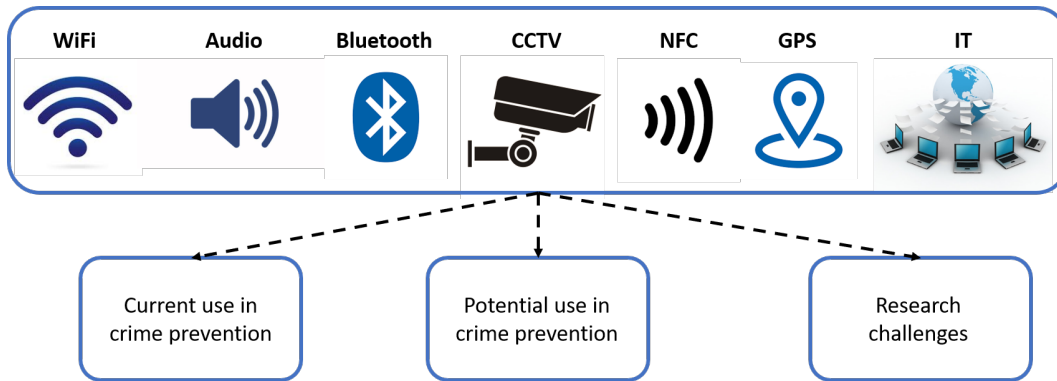 WiFi Audio Bluetooth CCTV NFC GPS IT
Current use in
crime prevention
Potential use in
crime prevention
Research
challenges